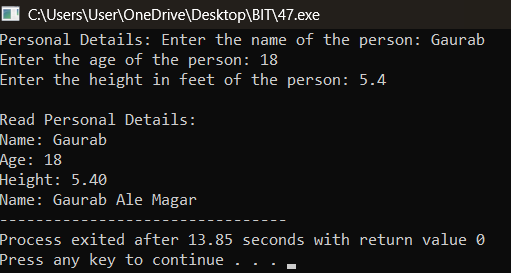 C:\Users\User\OneDrive\Desktop\BIT\47.exe
Personal Details: Enter the name of the person: Gaurab
Enter the age of the person: 18
Enter the height in feet of the person: 5.4
Read Personal Details:
Name: Gaurab
Age: 18
Height: 5.40
Name: Gaurab Ale Magar
--------------------------------
Process exited after 13.85 seconds with return value 0
Press any key to continue . . .